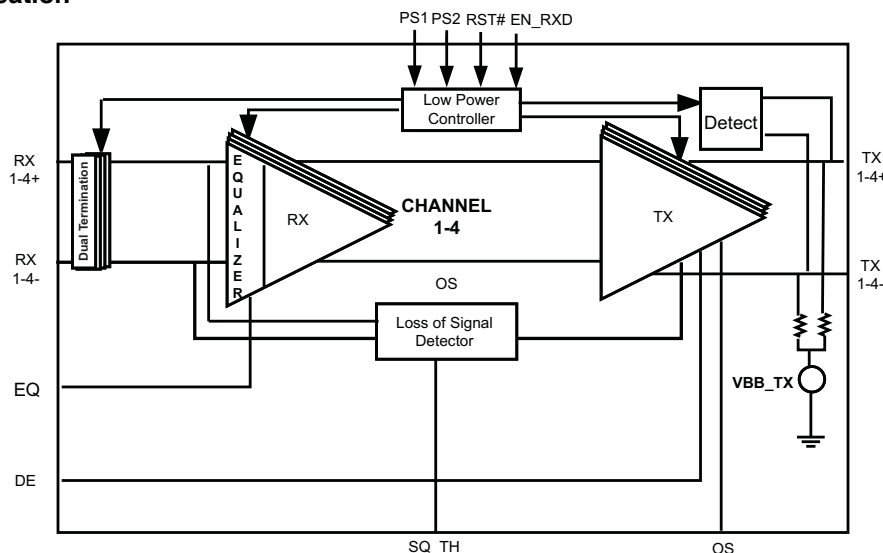 PS1 PS2 RST# EN_RXD
Low Power
Controller
Detect
RX
1-4+
Dual Termination
EQUALIZER
RX
CHANNEL
1-4
TX
TX
1-4+
RX
1-4-
TX
1-4-
OS
Loss of Signal
Detector
VBB_TX
EQ
DE
SQ_TH
OS